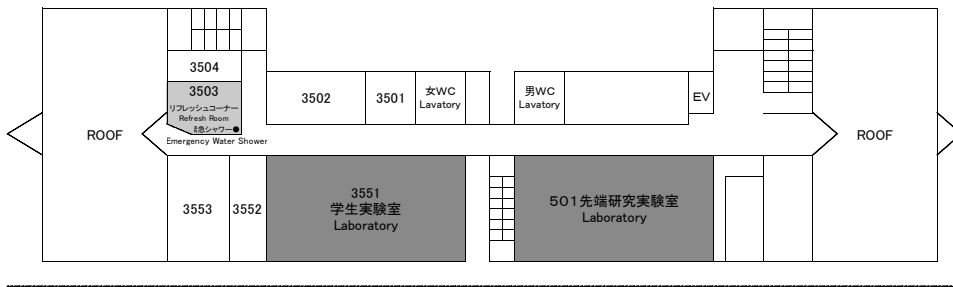 3504
3503
リフレッシュコーナー
Refresh Room
急シャワー●
Emergency Water Shower
3502
3501
女WC
Lavatory
男WC
Lavatory
EV
ROOF
ROOF
3553
3552
3551
学生実験室
Laboratory
501先端研究実験室
Laboratory